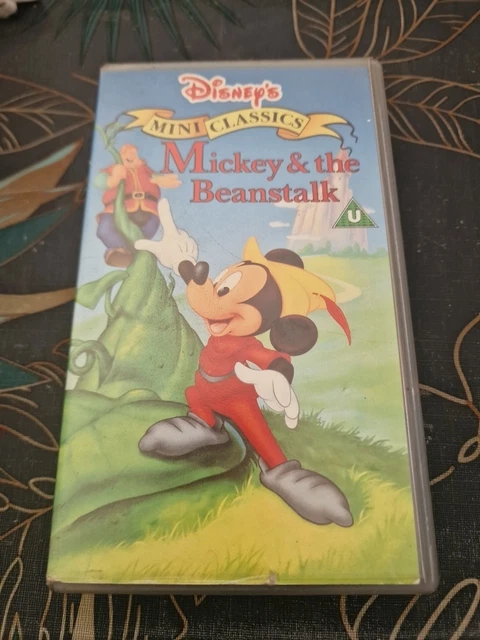 Disney's
MINI CLASSICS
Mickey & the
Beanstalk
U